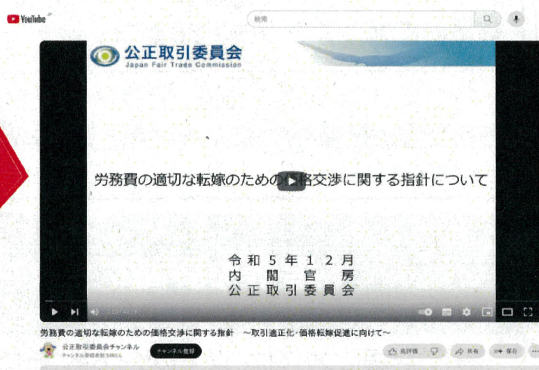 YouTube
検索
公正取引委員会
Japan Fair Trade Commission
労務費の適切な転嫁のための価格交渉に関する指針について
令和5年12月
内閣官房
公正取引委員会
労務費の適切な転嫁のための価格交渉に関する指針 ～取引適正化・価格転嫁促進に向けて～
公正取引委員会チャンネル
チャンネル登録
高評価
共有
保存